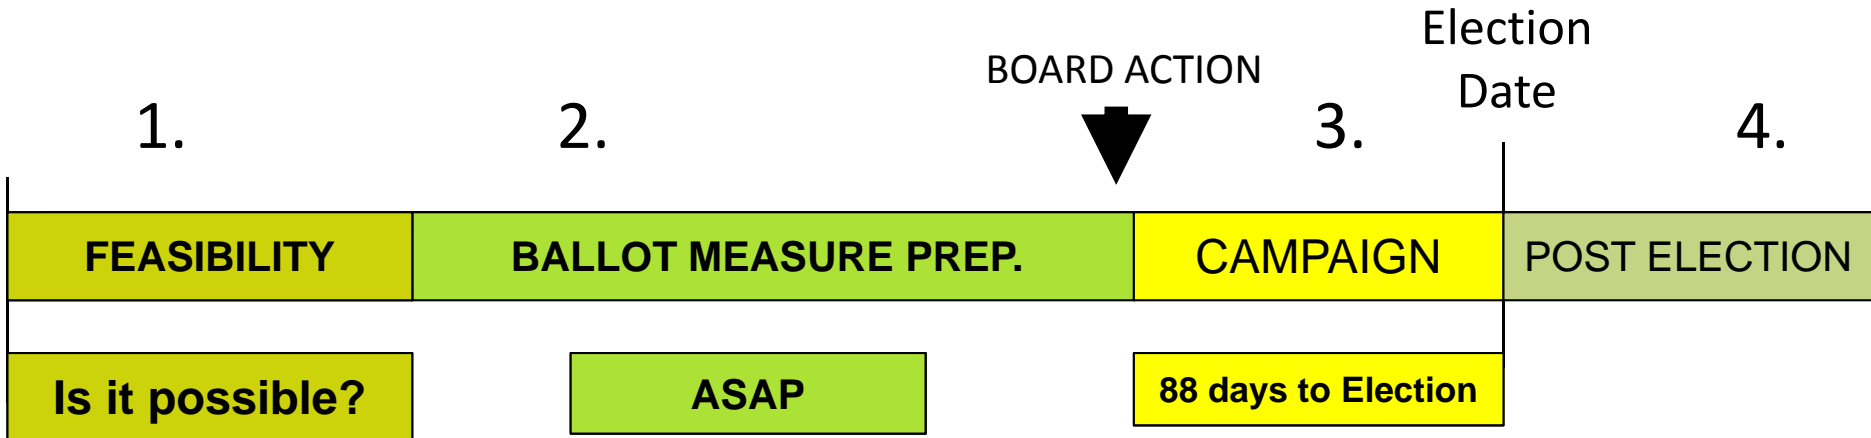 Election
Date
BOARD ACTION
1.
2.
3.
4.
FEASIBILITY
BALLOT MEASURE PREP.
CAMPAIGN
POST ELECTION
Is it possible?
ASAP
88 days to Election